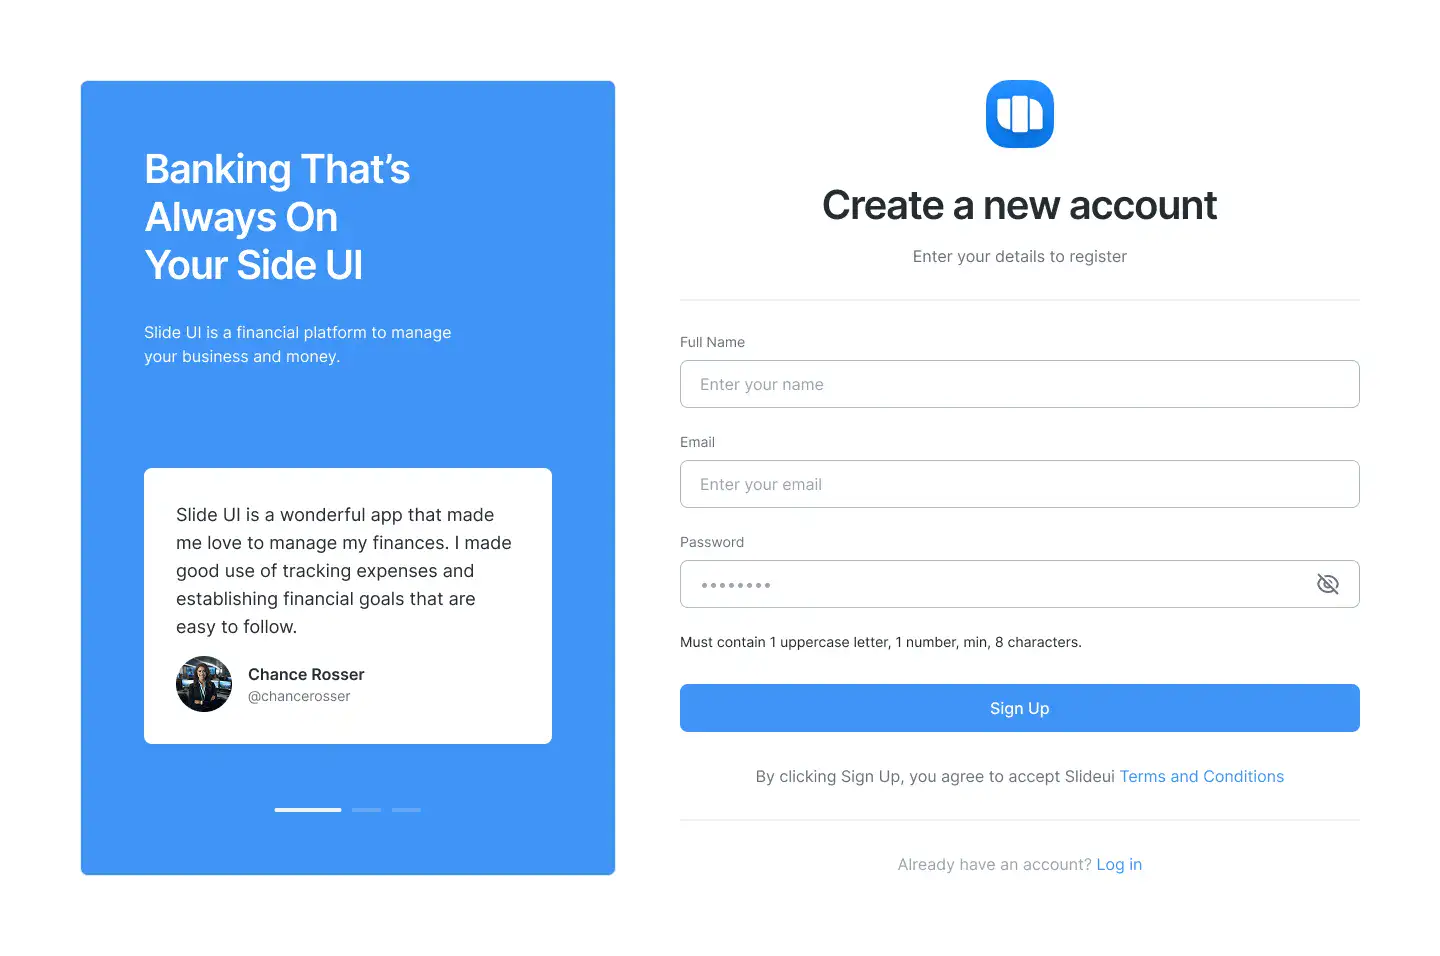 Banking That’s
Always On
Your Side UI
Slide UI is a financial platform to manage
your business and money.
Slide UI is a wonderful app that made
me love to manage my finances. I made
good use of tracking expenses and
establishing financial goals that are
easy to follow.
Chance Rosser
@chancerosser
Create a new account
Enter your details to register
Full Name
Enter your name
Email
Enter your email
Password
••••••••
Must contain 1 uppercase letter, 1 number, min, 8 characters.
Sign Up
By clicking Sign Up, you agree to accept Slideui Terms and Conditions
Already have an account? Log in